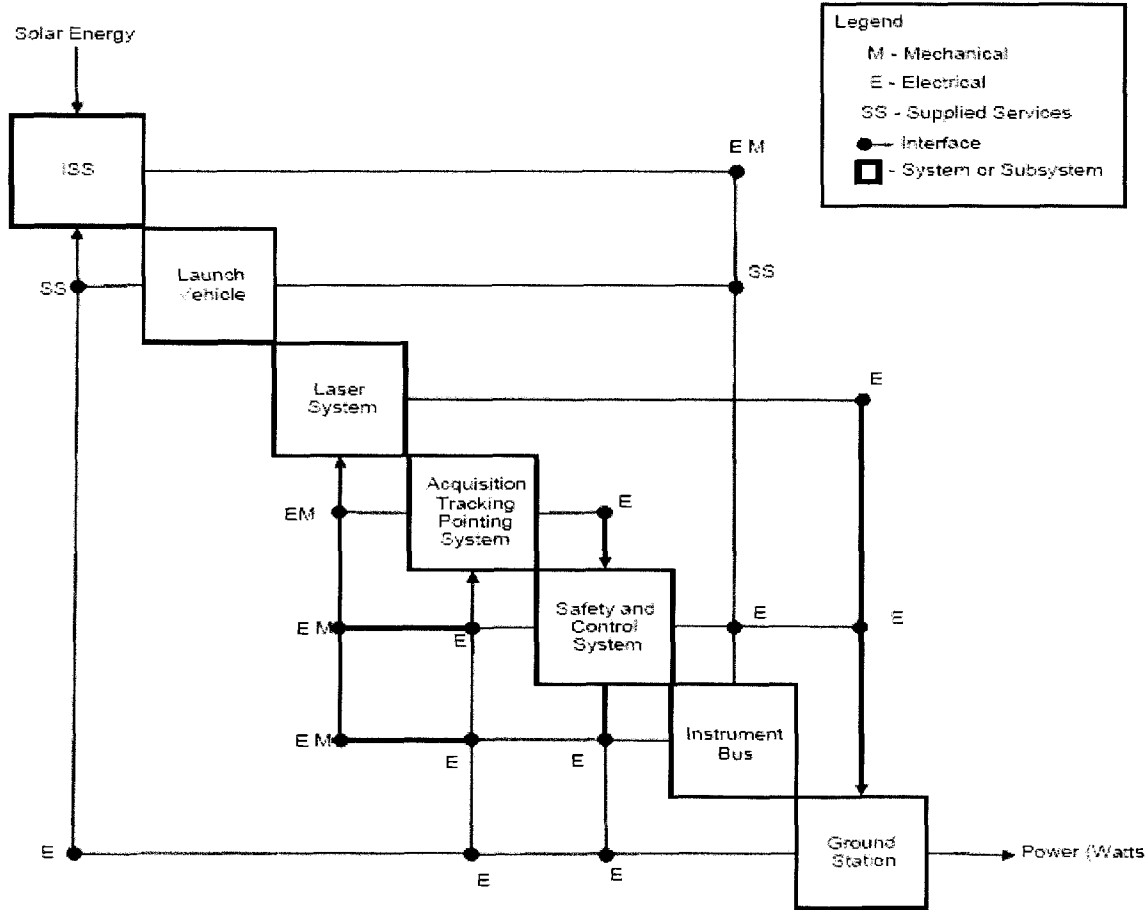 Legend
M - Mechanical
E - Electrical
SS - Supplied Services
Interface
- System or Subsystem
Solar Energy
ISS
E M
Launch
Vehicle
SS
SS
Laser
System
E
Acquisition
Tracking
Pointing
System
EM
E
Safety and
Control
System
E M
E
E
E
Instrument
Bus
E M
E
E
Ground
Station
Power (Watts
E
E
E